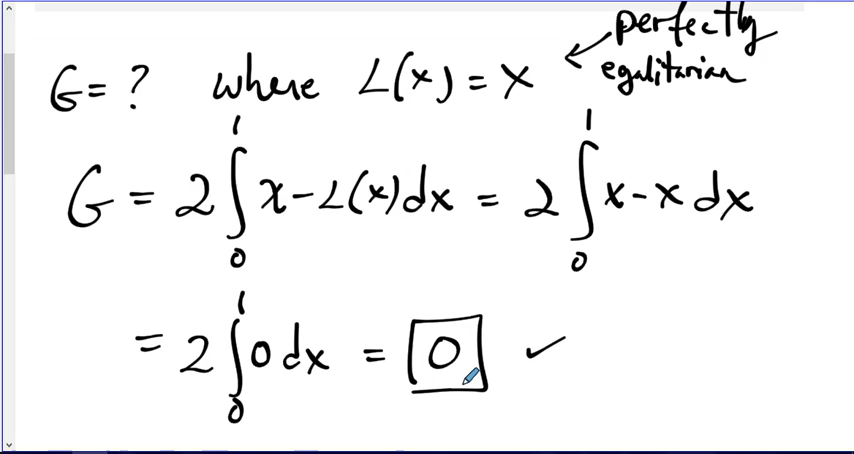 perfectly
egalitarian
G = ? where L(x) = x ←
G = 2 ∫₀¹ x - L(x) dx = 2 ∫₀¹ x - x dx
= 2 ∫₀¹ 0 dx = 0 ✓